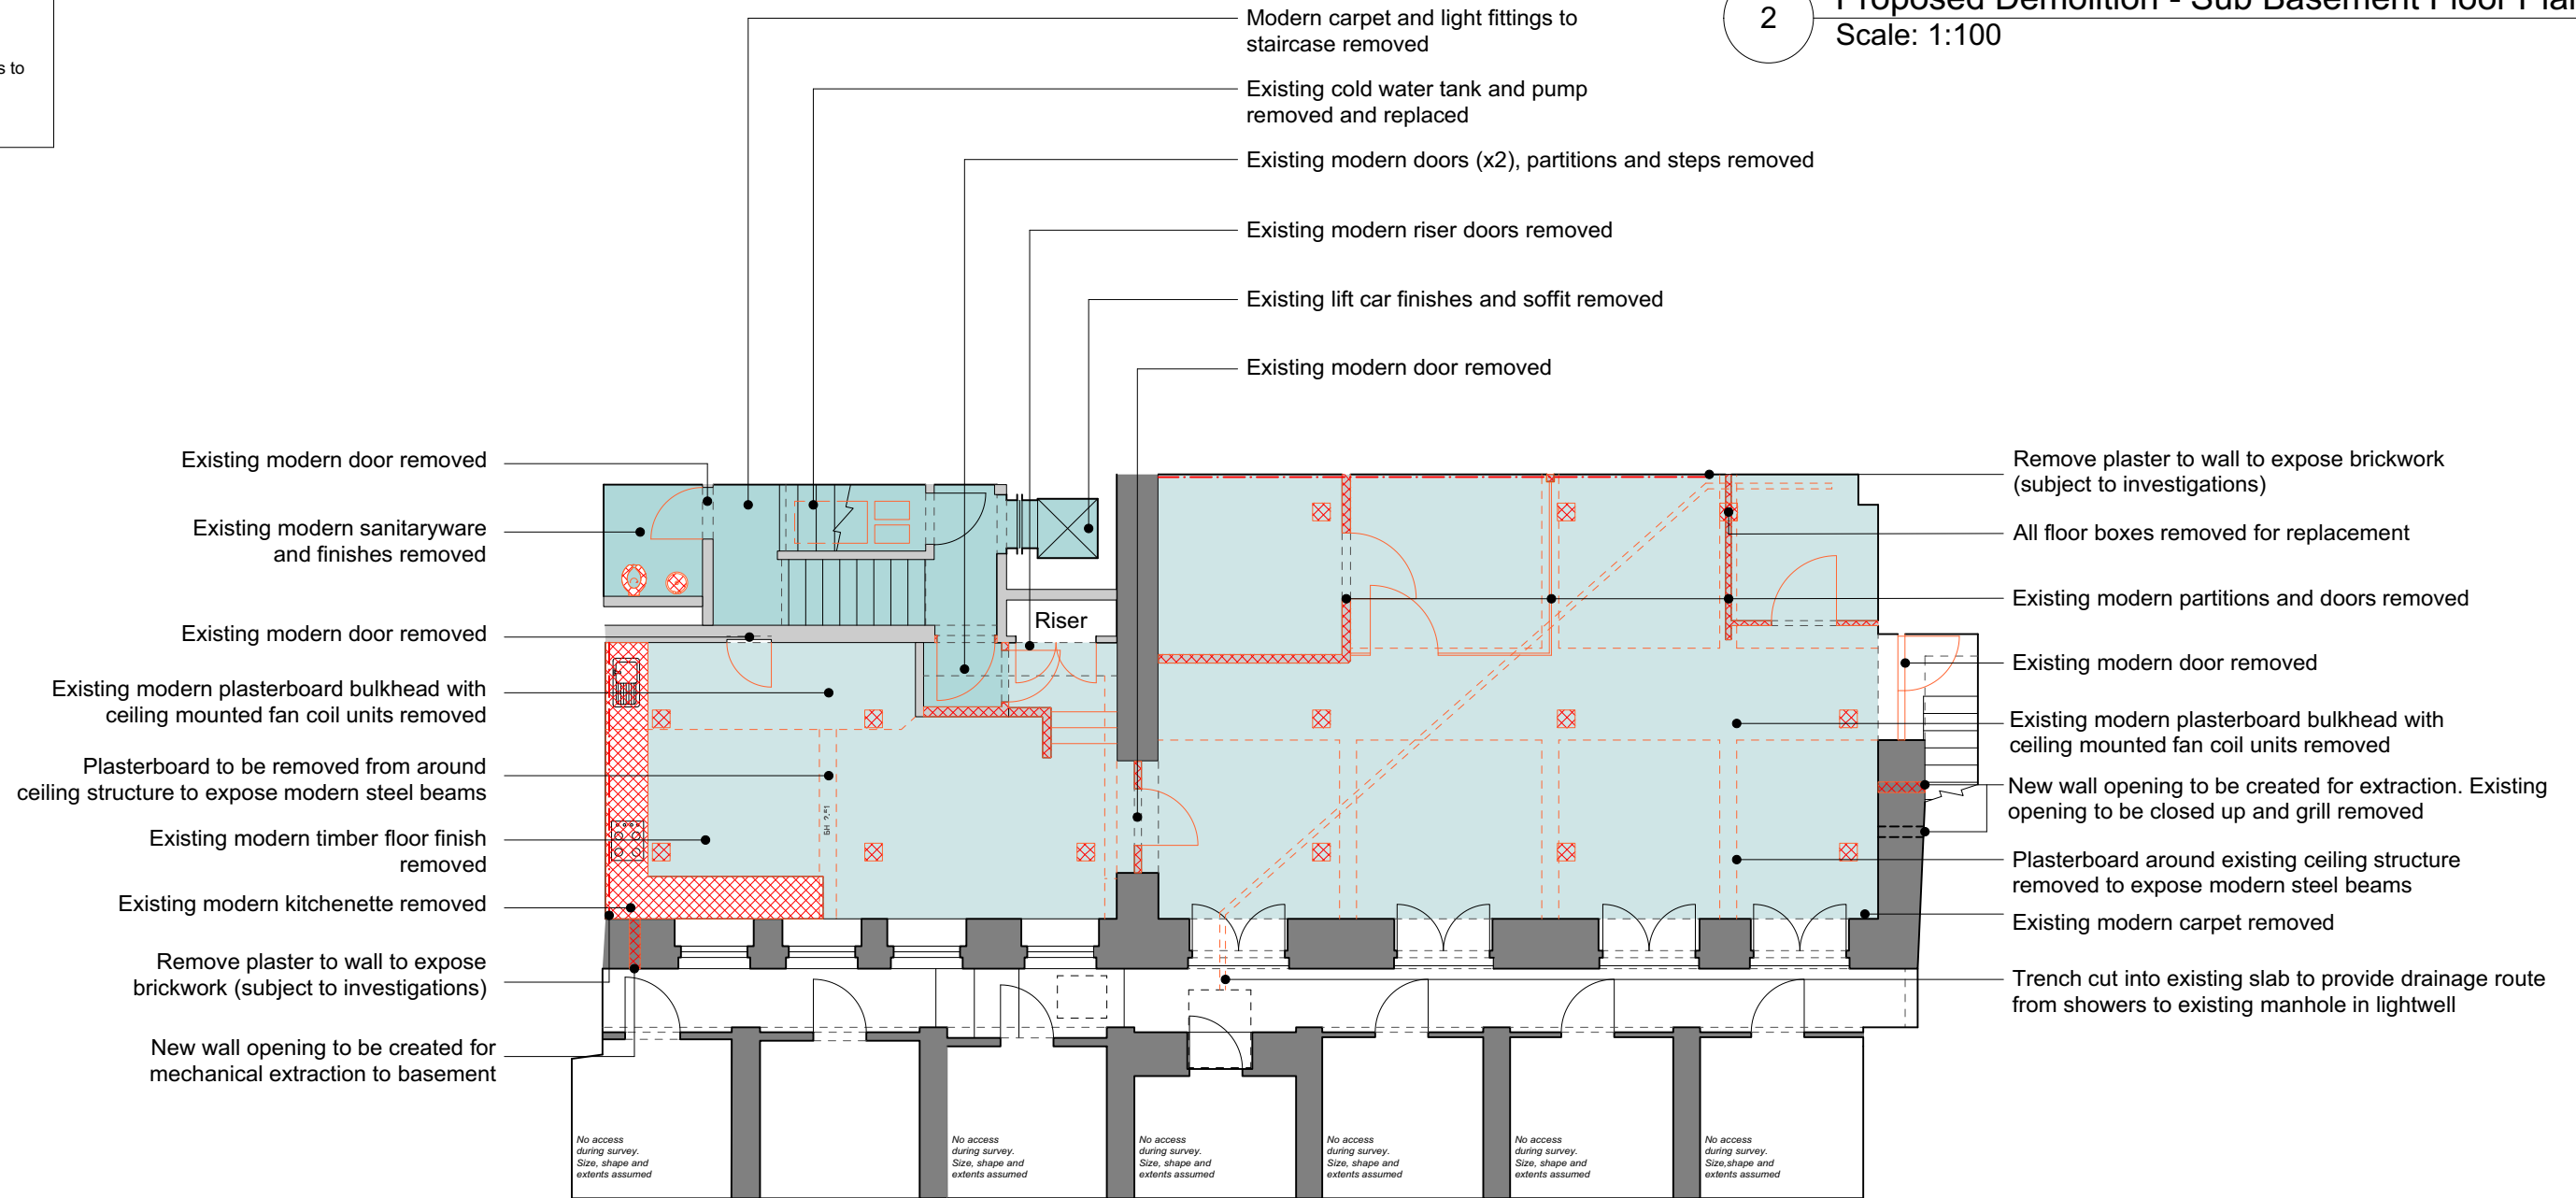 s to
2
Proposed Demolition - Sub Basement Floor Plan
Scale: 1:100
Modern carpet and light fittings to
staircase removed
Existing cold water tank and pump
removed and replaced
Existing modern doors (x2), partitions and steps removed
Existing modern riser doors removed
Existing lift car finishes and soffit removed
Existing modern door removed
Existing modern door removed
Existing modern sanitaryware
and finishes removed
Existing modern door removed
Existing modern plasterboard bulkhead with
ceiling mounted fan coil units removed
Plasterboard to be removed from around
ceiling structure to expose modern steel beams
Existing modern timber floor finish
removed
Existing modern kitchenette removed
Remove plaster to wall to expose
brickwork (subject to investigations)
New wall opening to be created for
mechanical extraction to basement
Riser
Remove plaster to wall to expose brickwork
(subject to investigations)
All floor boxes removed for replacement
Existing modern partitions and doors removed
Existing modern door removed
Existing modern plasterboard bulkhead with
ceiling mounted fan coil units removed
New wall opening to be created for extraction. Existing
opening to be closed up and grill removed
Plasterboard around existing ceiling structure
removed to expose modern steel beams
Existing modern carpet removed
Trench cut into existing slab to provide drainage route
from showers to existing manhole in lightwell
No access
during survey.
Size, shape and
extents assumed
No access
during survey.
Size, shape and
extents assumed
No access
during survey.
Size, shape and
extents assumed
No access
during survey.
Size, shape and
extents assumed
No access
during survey.
Size, shape and
extents assumed
No access
during survey.
Size,shape and
extents assumed